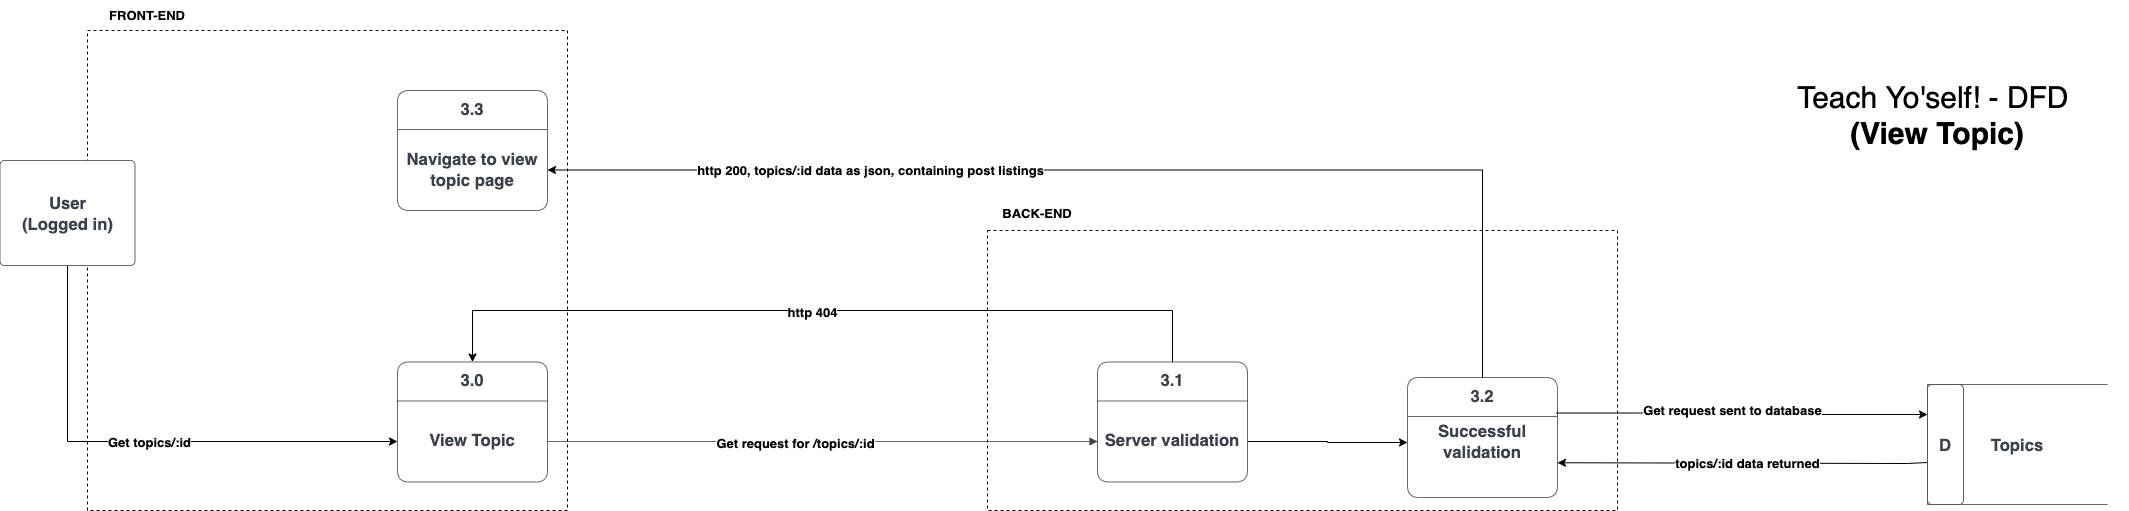 FRONT-END
Teach Yo'self! - DFD
(View Topic)
3.3
Navigate to view
topic page
http 200, topics/:id data as json, containing post listings
User
(Logged in)
BACK-END
http 404
3.0
View Topic
Get topics/:id
Get request for /topics/:id
3.1
Server validation
3.2
Successful
validation
Get request sent to database
topics/:id data returned
D
Topics